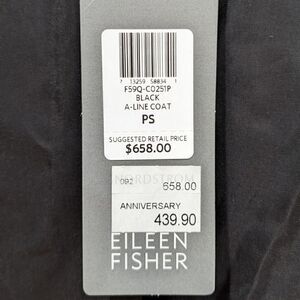 7 13259 58834 1
F59Q-C0251P
BLACK
A-LINE COAT
PS
SUGGESTED RETAIL PRICE
$658.00
NORDSTROM
092
658.00
ANNIVERSARY
439.90
EILEEN
FISHER